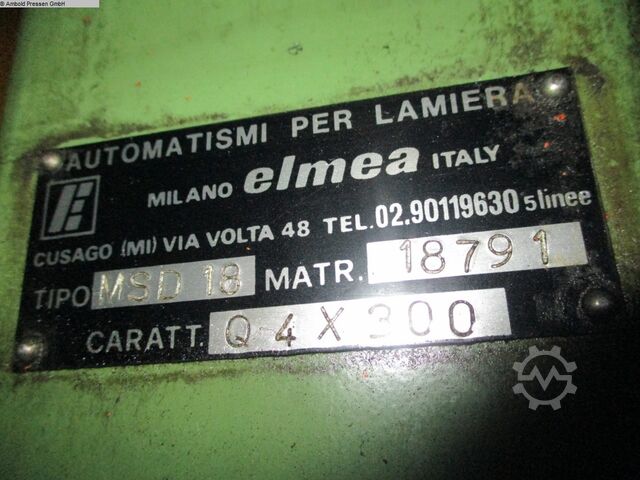 © Ambold Pressen GmbH
AUTOMATISMI PER LAMIERA
MILANO elmea ITALY
CUSAGO (MI) VIA VOLTA 48 TEL. 02.90119630 5 linee
TIPO MSD 18 MATR. 18791
CARATT. Q 4 X 300